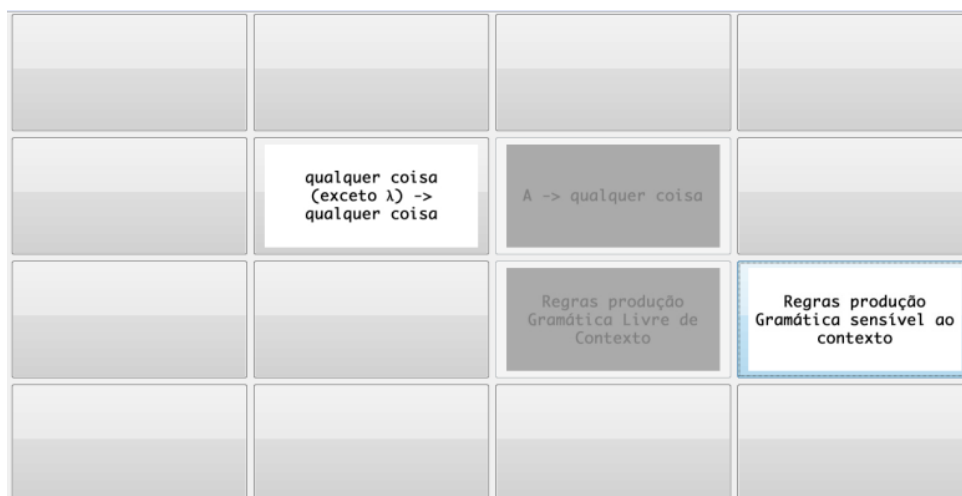 qualquer coisa
(exceto λ) ->
qualquer coisa
A -> qualquer coisa
Regras produção
Gramática Livre de
Contexto
Regras produção
Gramática sensível ao
contexto